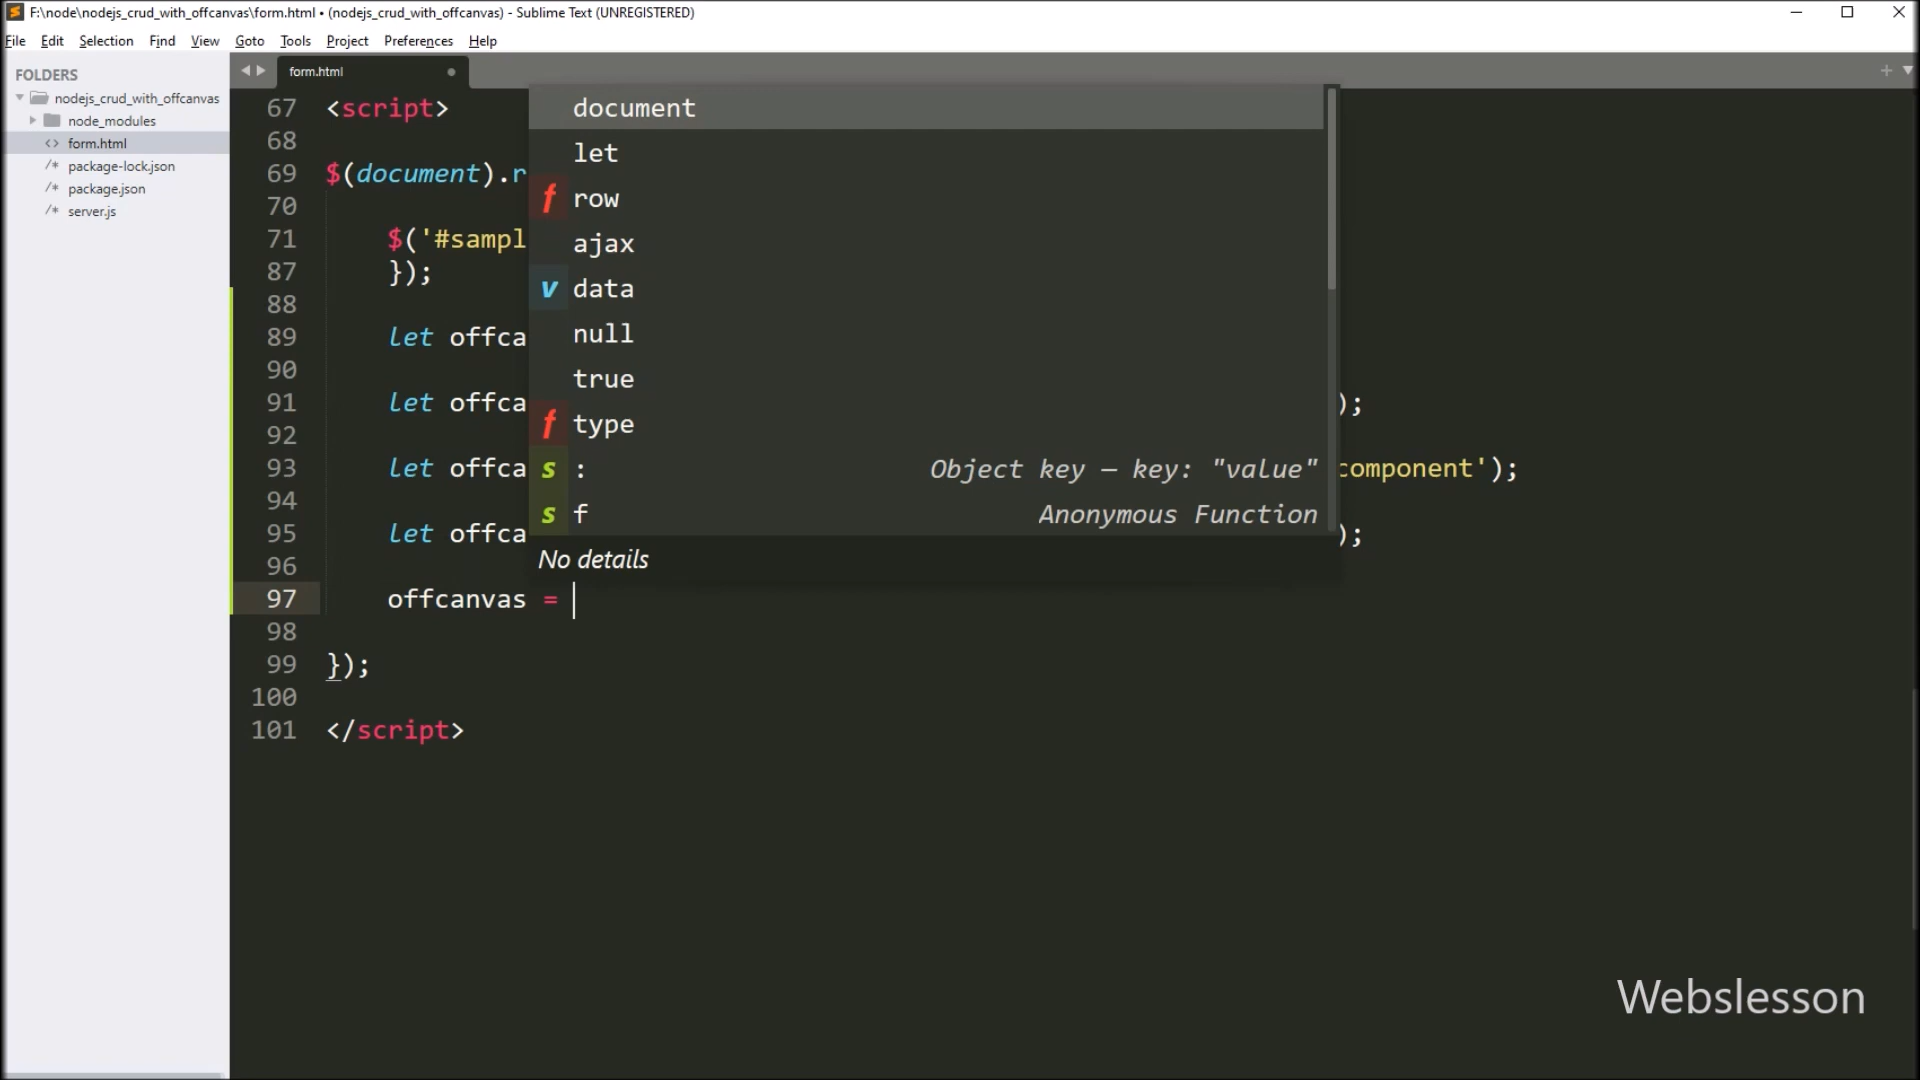 F:\node\nodejs_crud_with_offcanvas\form.html • (nodejs_crud_with_offcanvas) - Sublime Text (UNREGISTERED)
File Edit Selection Find View Goto Tools Project Preferences Help
FOLDERS
nodejs_crud_with_offcanvas
node_modules
<> form.html
/* package-lock.json
/* package.json
/* server.js
form.html
67 <script>
68
69 $(document).r
70
71 $('#sampl
87 });
88
89 let offca
90
91 let offca );
92
93 let offca component');
94
95 let offca );
96
97 offcanvas =
98
99 });
100
101 </script>
document
let
f row
ajax
v data
null
true
f type
s : Object key – key: "value"
s f Anonymous Function
No details
Webslesson